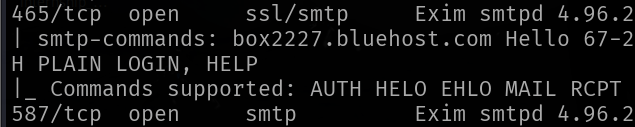 465/tcp open ssl/smtp Exim smtpd 4.96.2
| smtp-commands: box2227.bluehost.com Hello 67-2
H PLAIN LOGIN, HELP
|_ Commands supported: AUTH HELO EHLO MAIL RCPT
587/tcp open smtp Exim smtpd 4.96.2